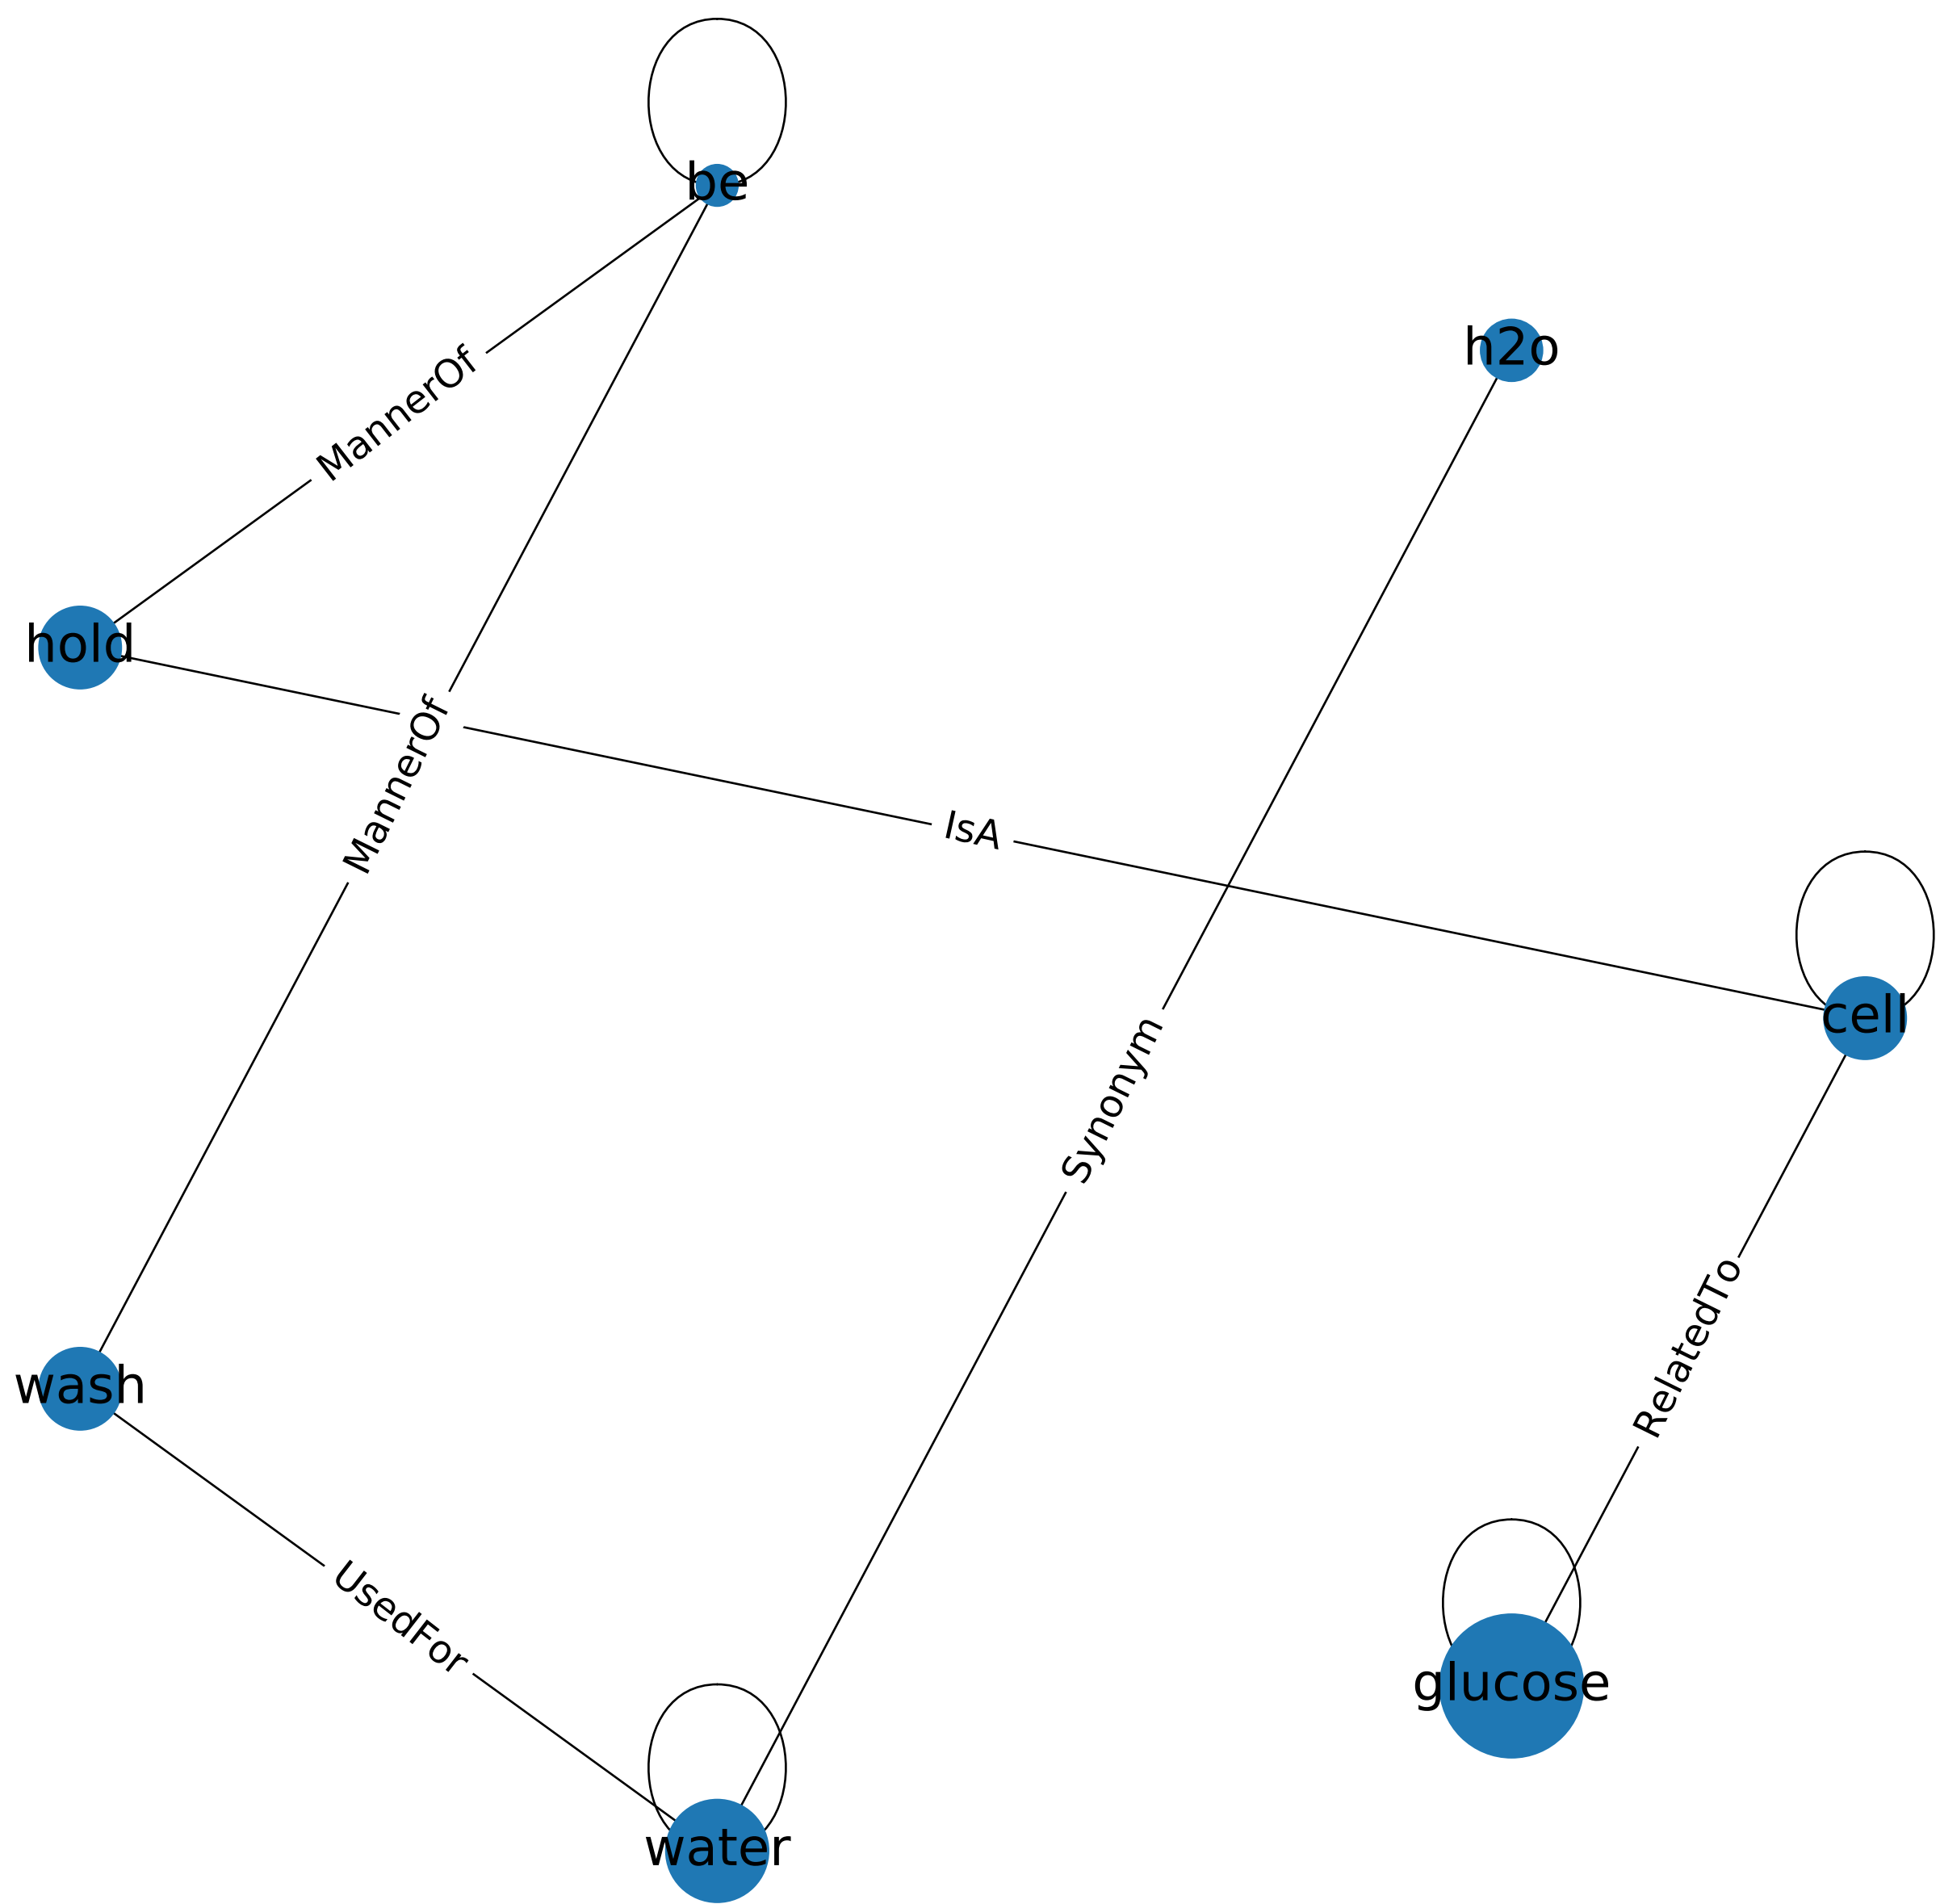 be
h2o
MannerOf
hold
MannerOf
IsA
cell
Synonym
RelatedTo
wash
UsedFor
glucose
water